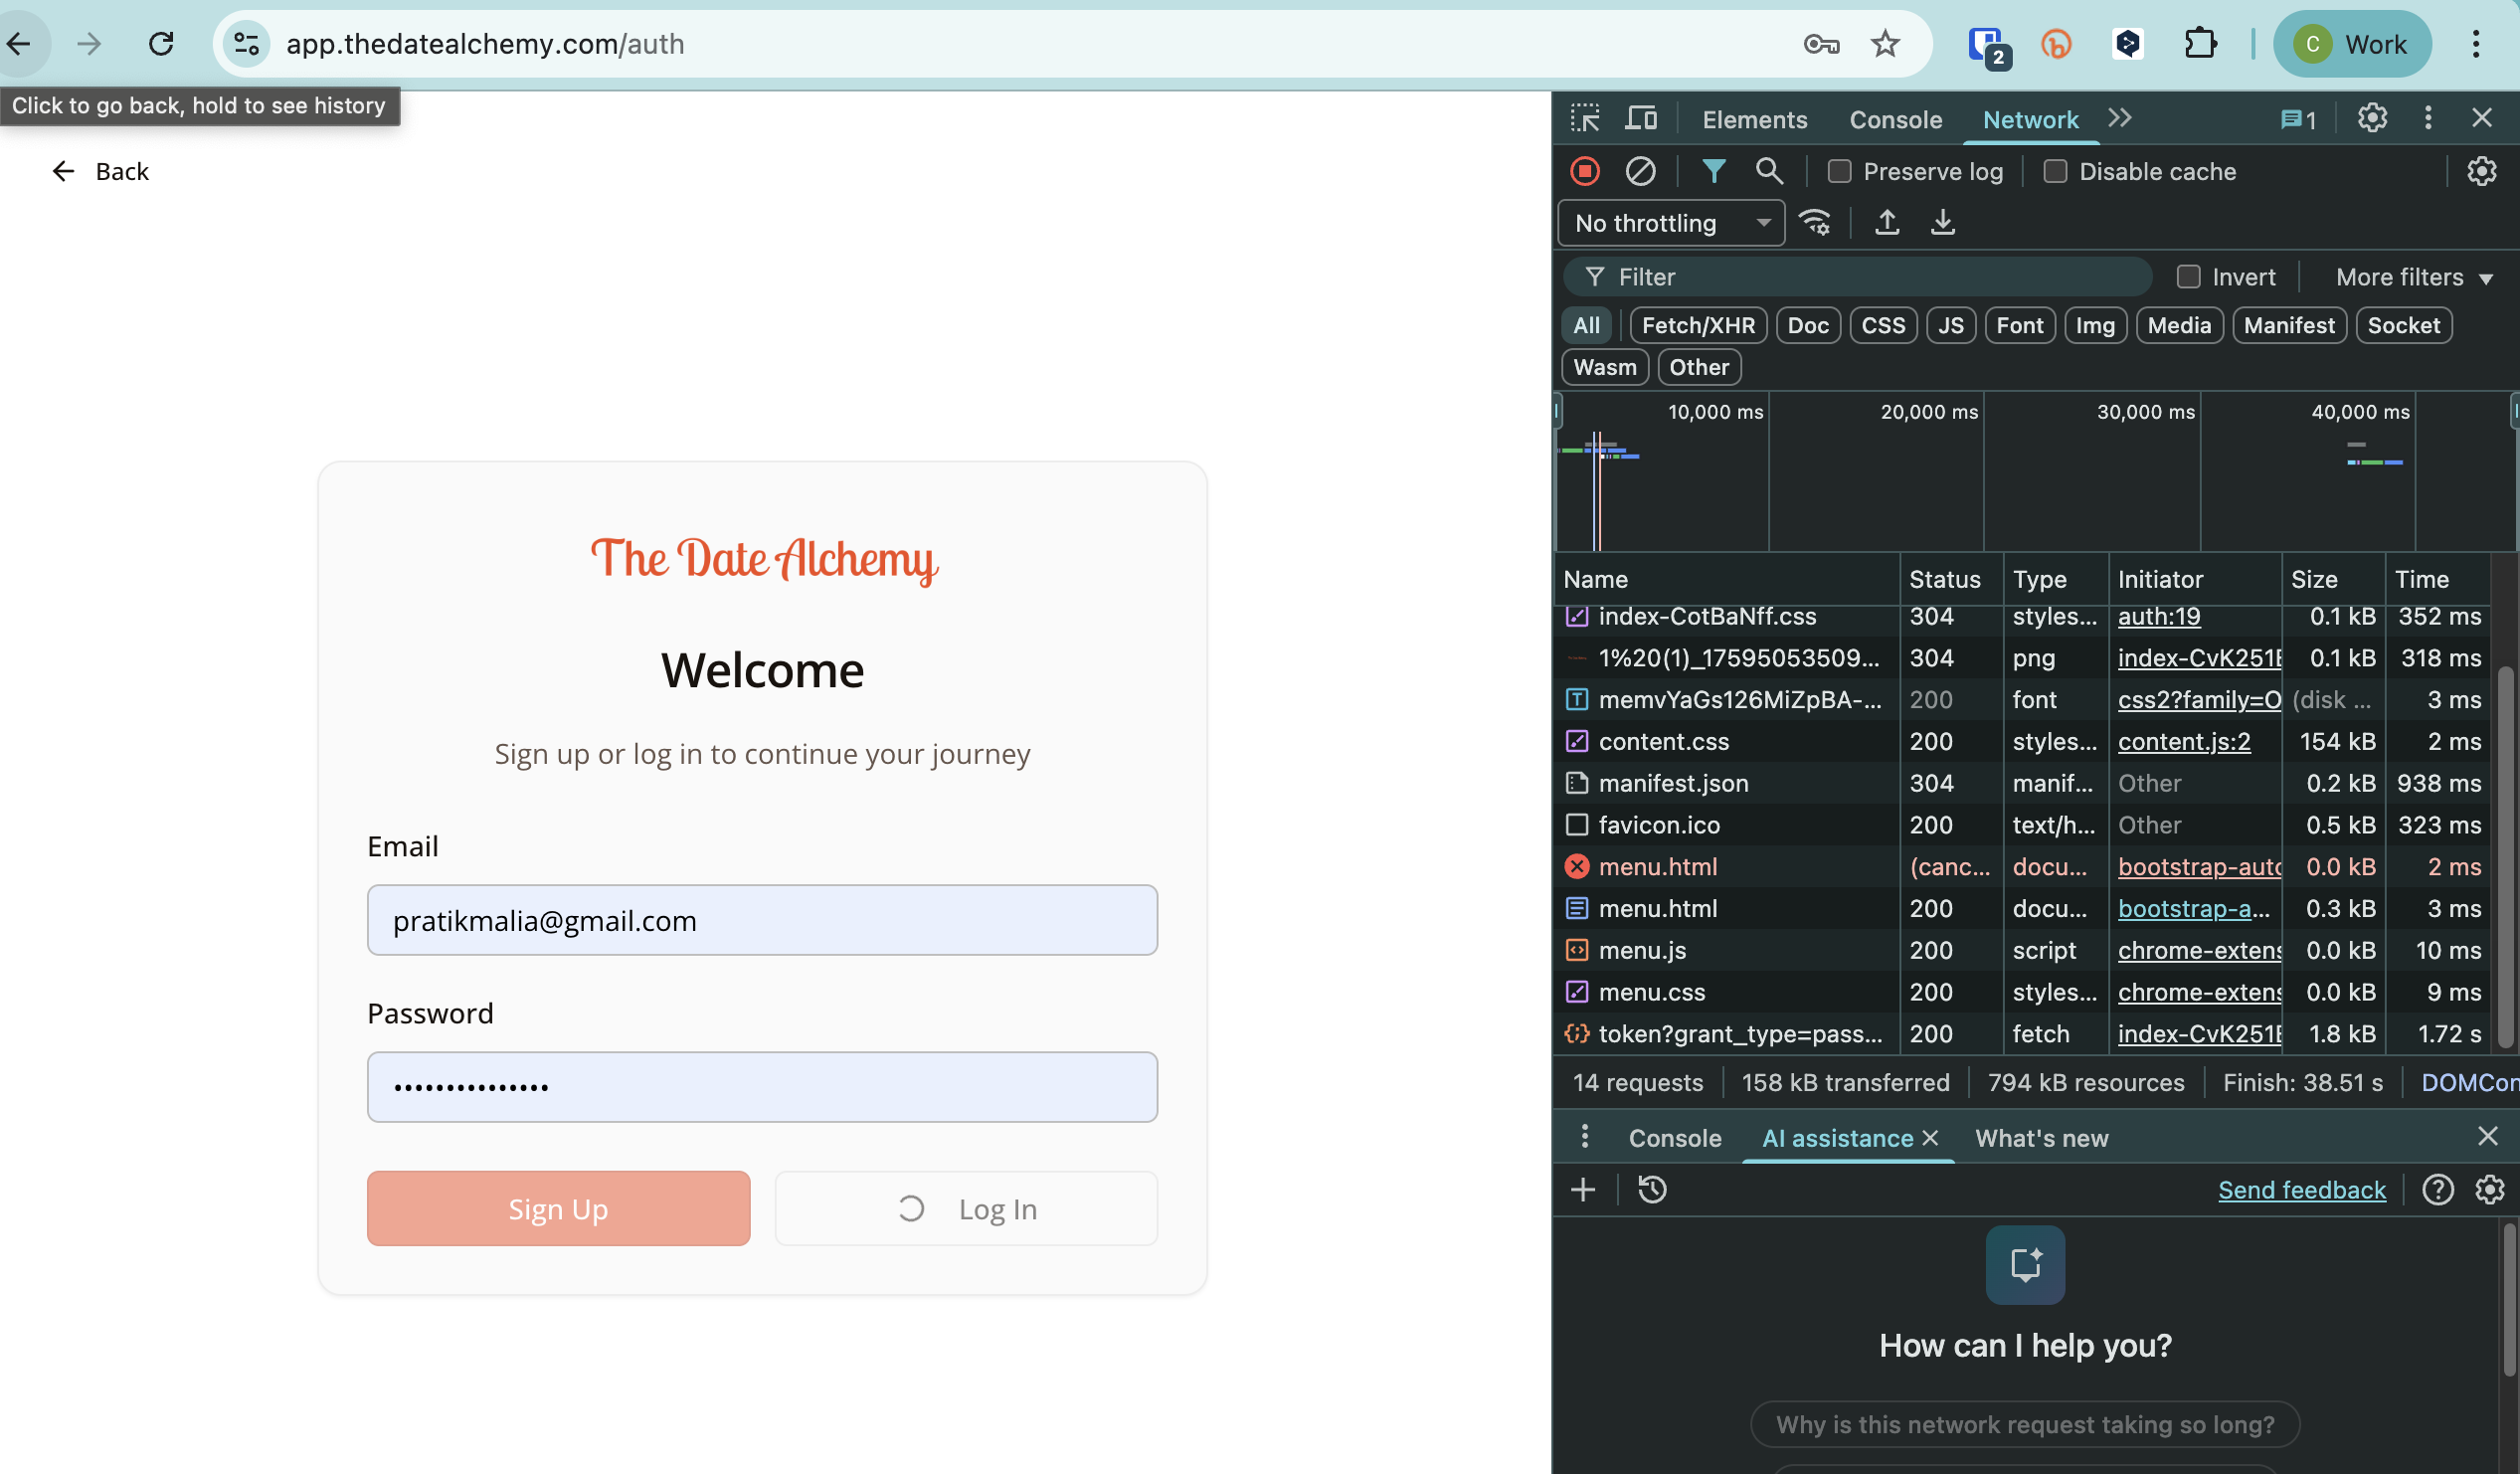 app.thedatealchemy.com/auth
2
C
Work
Click to go back, hold to see history
Back
The Date Alchemy
Welcome
Sign up or log in to continue your journey
Email
pratikmalia@gmail.com
Password
•••••••••••••••
Sign Up
Log In
Elements
Console
Network
1
Preserve log
Disable cache
No throttling
Filter
Invert
More filters
All Fetch/XHR Doc CSS JS Font Img Media Manifest Socket
Wasm Other
10,000 ms 20,000 ms 30,000 ms 40,000 ms
Name Status Type Initiator Size Time
index-CotBaNff.css 304 styles... auth:19 0.1 kB 352 ms
1%20(1)_17595053509... 304 png index-CvK251 0.1 kB 318 ms
memvYaGs126MiZpBA-... 200 font css2?family=O (disk ... 3 ms
content.css 200 styles... content.js:2 154 kB 2 ms
manifest.json 304 manif... Other 0.2 kB 938 ms
favicon.ico 200 text/h... Other 0.5 kB 323 ms
menu.html (canc... docu... bootstrap-auto 0.0 kB 2 ms
menu.html 200 docu... bootstrap-a... 0.3 kB 3 ms
menu.js 200 script chrome-extens 0.0 kB 10 ms
menu.css 200 styles... chrome-extens 0.0 kB 9 ms
token?grant_type=pass... 200 fetch index-CvK251 1.8 kB 1.72 s
14 requests 158 kB transferred 794 kB resources Finish: 38.51 s DOMCon
Console
AI assistance
What's new
Send feedback
How can I help you?
Why is this network request taking so long?